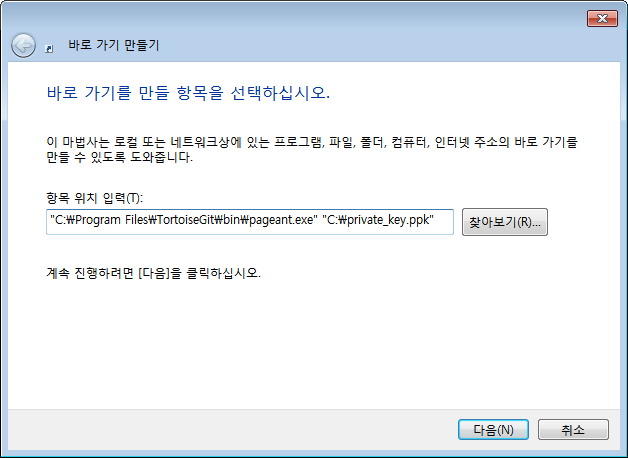 바로 가기 만들기
바로 가기를 만들 항목을 선택하십시오.
이 마법사는 로컬 또는 네트워크상에 있는 프로그램, 파일, 폴더, 컴퓨터, 인터넷 주소의 바로 가기를
만들 수 있도록 도와줍니다.
항목 위치 입력(T):
"C:₩Program Files₩TortoiseGit₩bin₩pageant.exe" "C:₩private_key.ppk"
찾아보기(R)...
계속 진행하려면 [다음]을 클릭하십시오.
다음(N)
취소